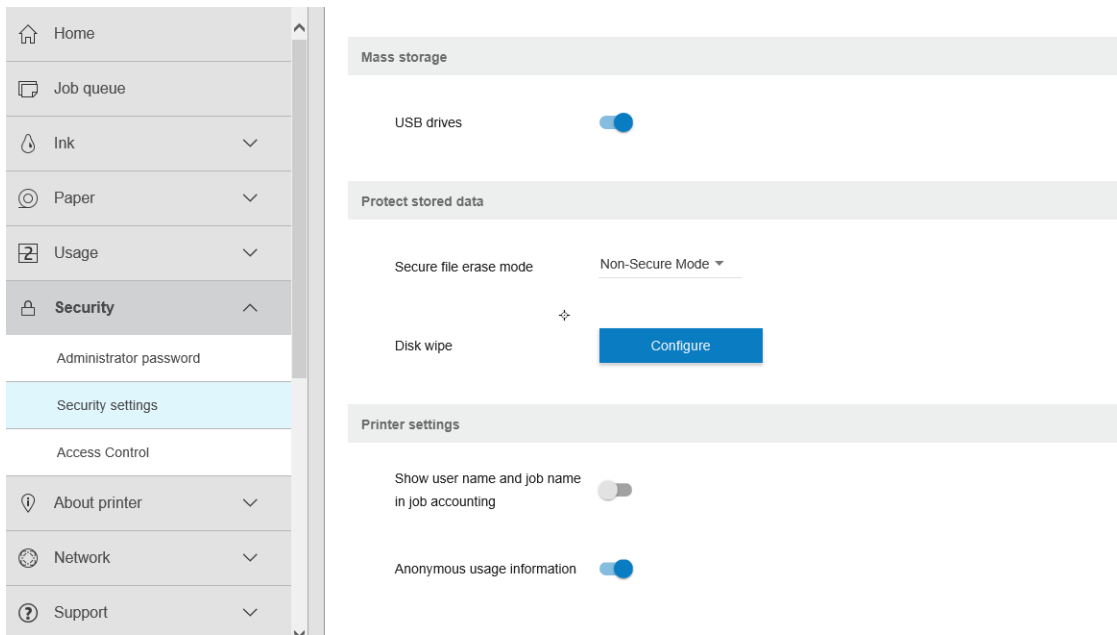 Home
Job queue
Ink
Paper
2 Usage
Security
Administrator password
Security settings
Access Control
About printer
Network
Support
Mass storage
USB drives
Protect stored data
Secure file erase mode Non-Secure Mode
Disk wipe Configure
Printer settings
Show user name and job name
in job accounting
Anonymous usage information